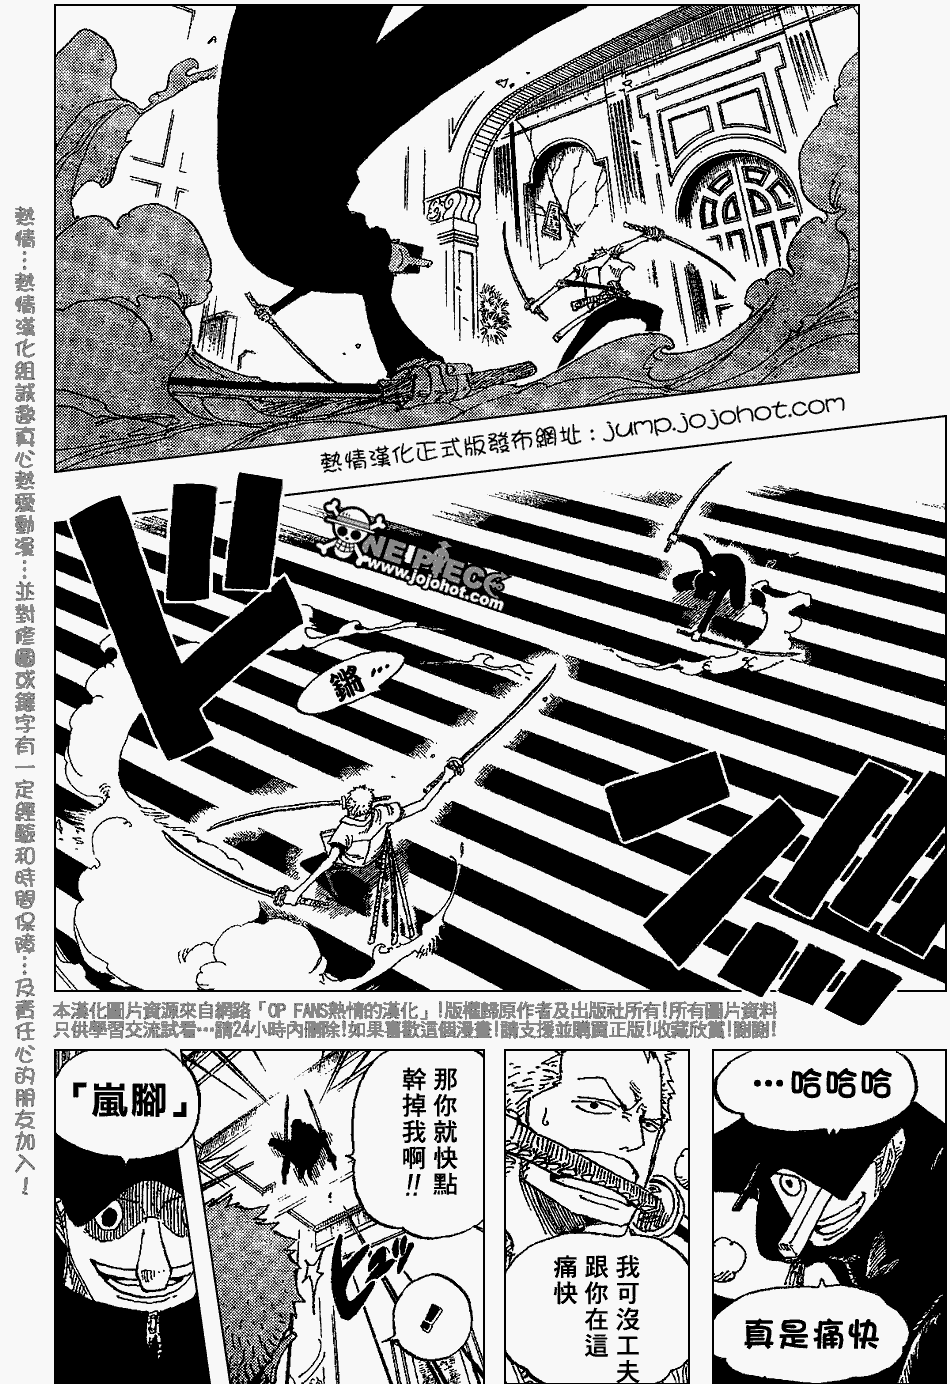 熱情漢化正式版發布網址：jump.jojohot.com
ONE PIECE
www.jojohot.com
鏘…
本漢化圖片資源來自網路「OP FANS熱情的漢化」!版權歸原作者及出版社所有!所有圖片資料
只供學習交流試看…請24小時內刪除!如果喜歡這個漫畫!請支援並購買正版!收藏欣賞!謝謝!
…哈哈哈
真是痛快
我可沒工夫
跟你在這
痛快
那你就快點
幹掉我啊!!
!
「嵐腳」
熱情…熱情漢化組誠邀真心熱愛動漫…並對修圖或鑲字有一定經驗和時間保障…及責任心的朋友加入!